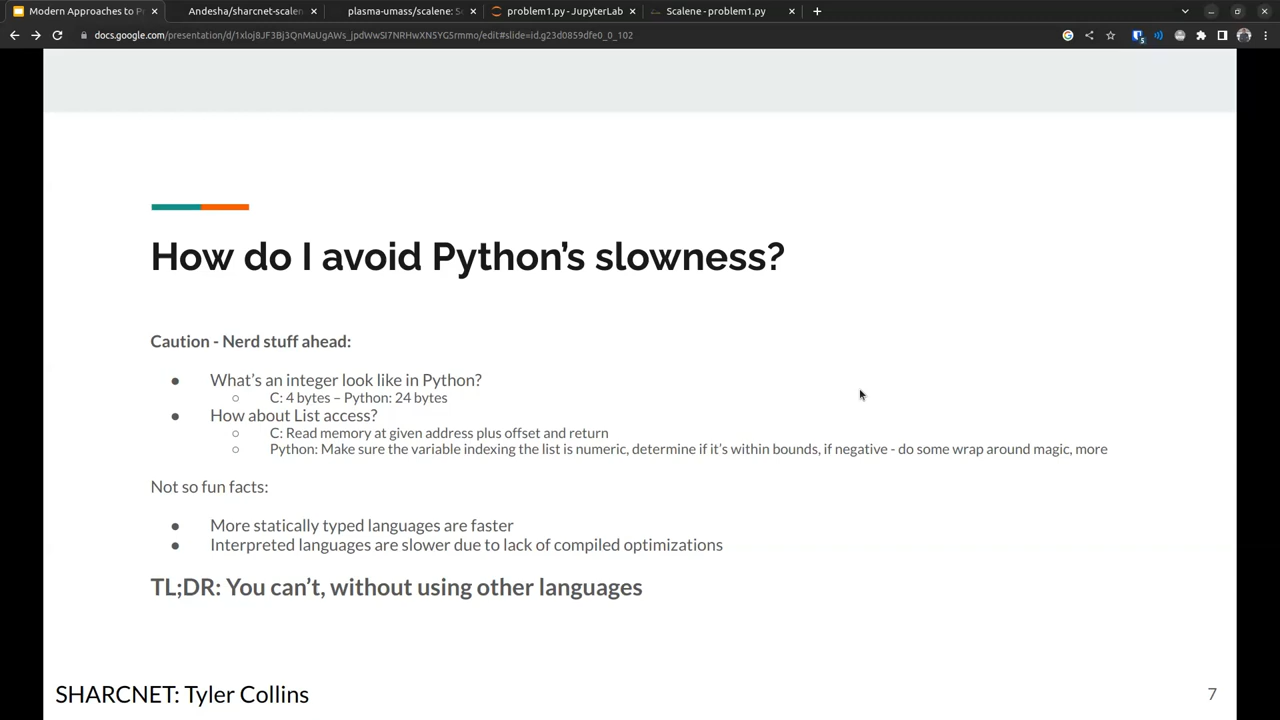 Modern Approaches to Pr
Andesha/sharcnet-scalen
plasma-umass/scalene: Sc
problem1.py - JupyterLab
Scalene - problem1.py
docs.google.com/presentation/d/1xloj8JF3Bj3QnMaUgAWs_jpdWwSI7NRHwXN5YG5rmmo/edit#slide=id.g23d0859dfe0_0_102
How do I avoid Python's slowness?
Caution - Nerd stuff ahead:
● What's an integer look like in Python?
○ C: 4 bytes – Python: 24 bytes
● How about List access?
○ C: Read memory at given address plus offset and return
○ Python: Make sure the variable indexing the list is numeric, determine if it's within bounds, if negative - do some wrap around magic, more
Not so fun facts:
● More statically typed languages are faster
● Interpreted languages are slower due to lack of compiled optimizations
TL;DR: You can't, without using other languages
SHARCNET: Tyler Collins
7